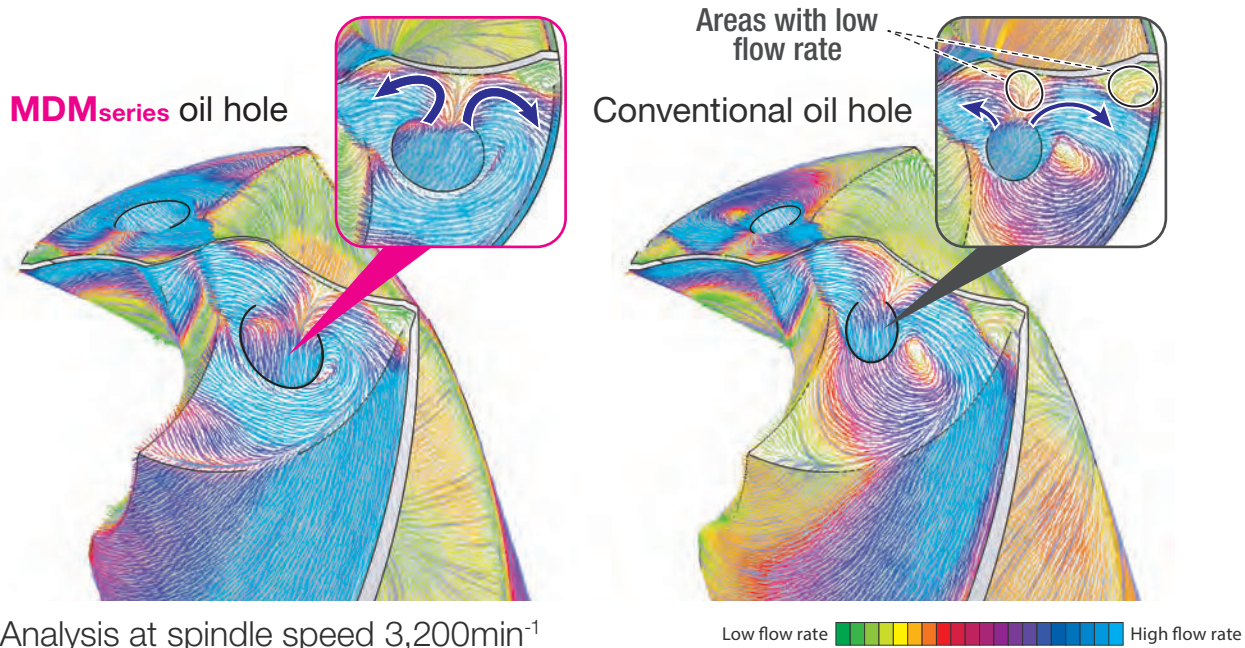 Areas with low
flow rate
MDMseries oil hole
Conventional oil hole
Analysis at spindle speed 3,200min⁻¹
Low flow rate
High flow rate